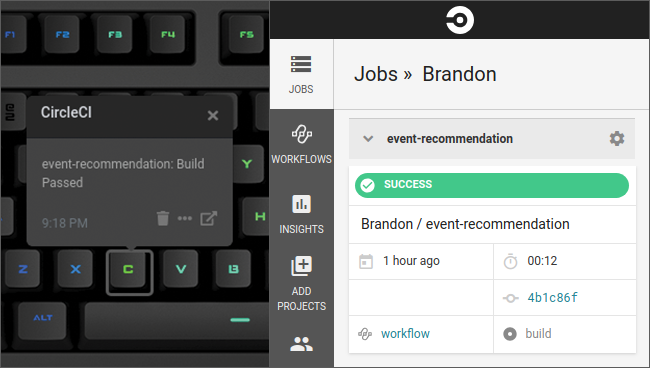 F1
F2
F3
F4
F5
CircleCI
event-recommendation: Build
Passed
9:18 PM
Y
H
Z
X
C
V
B
ALT
JOBS
WORKFLOWS
INSIGHTS
ADD
PROJECTS
Jobs » Brandon
event-recommendation
SUCCESS
Brandon / event-recommendation
1 hour ago
00:12
4b1c86f
workflow
build